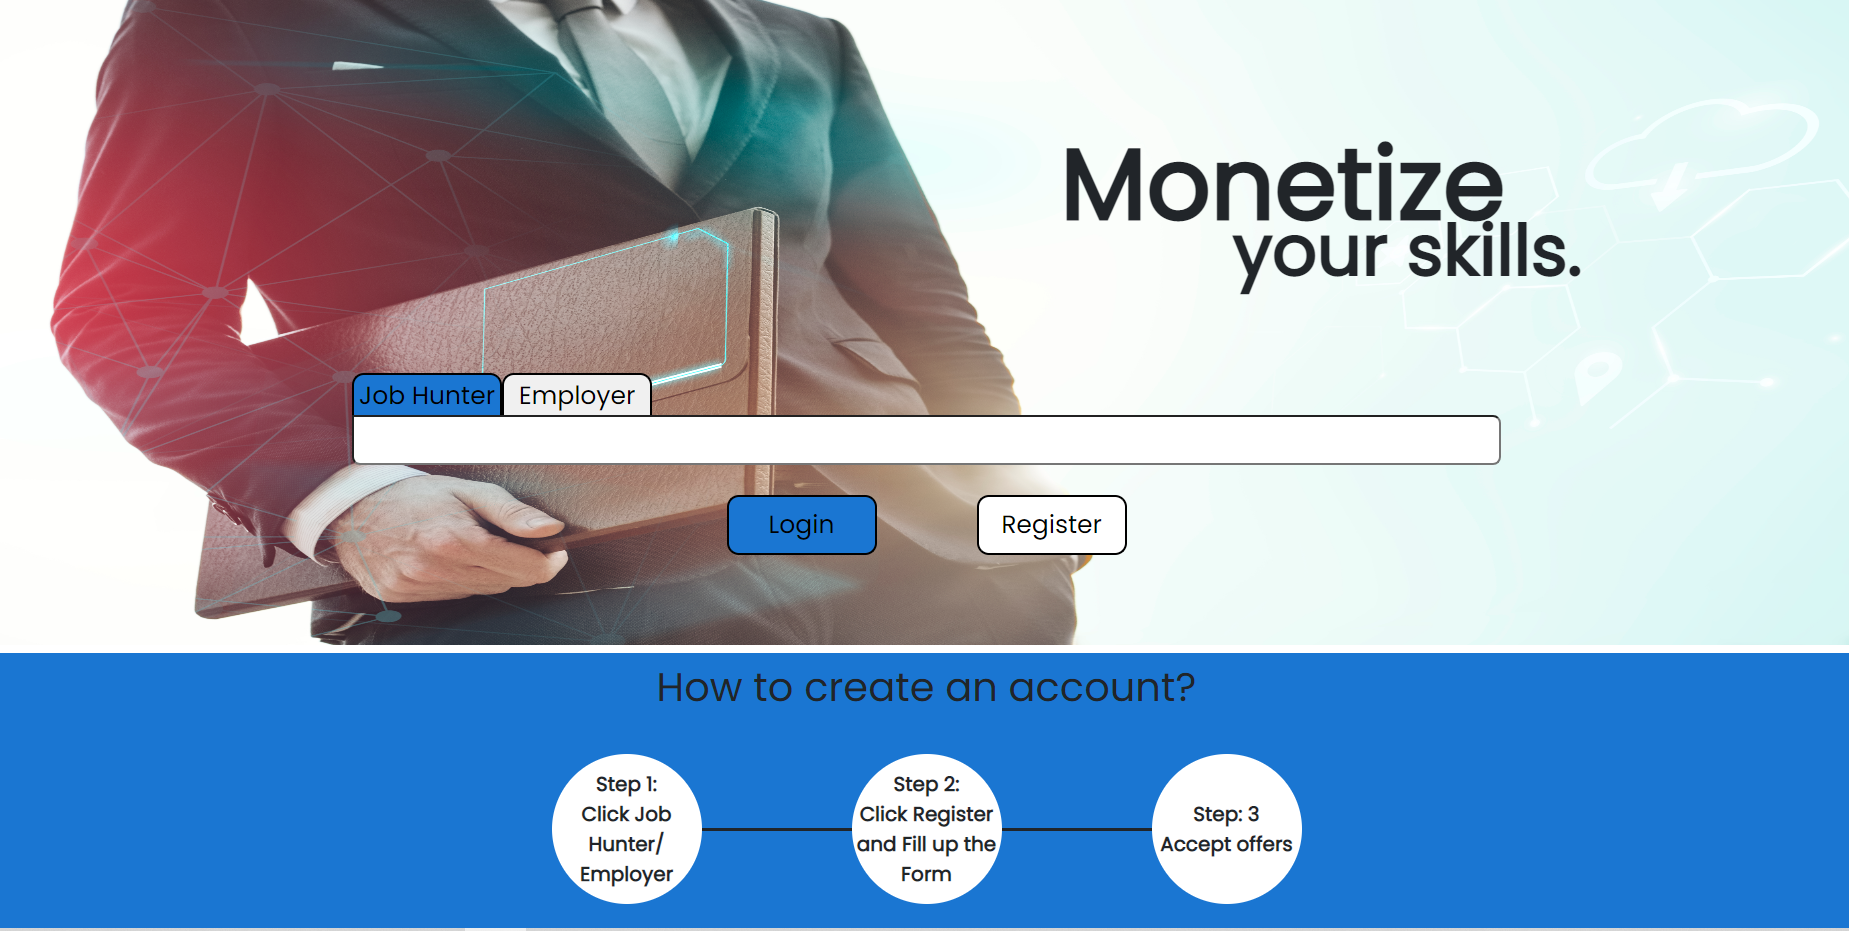 Monetize
your skills.
Job Hunter
Employer
Login
Register
How to create an account?
Step 1:
Click Job
Hunter/
Employer
Step 2:
Click Register
and Fill up the
Form
Step: 3
Accept offers